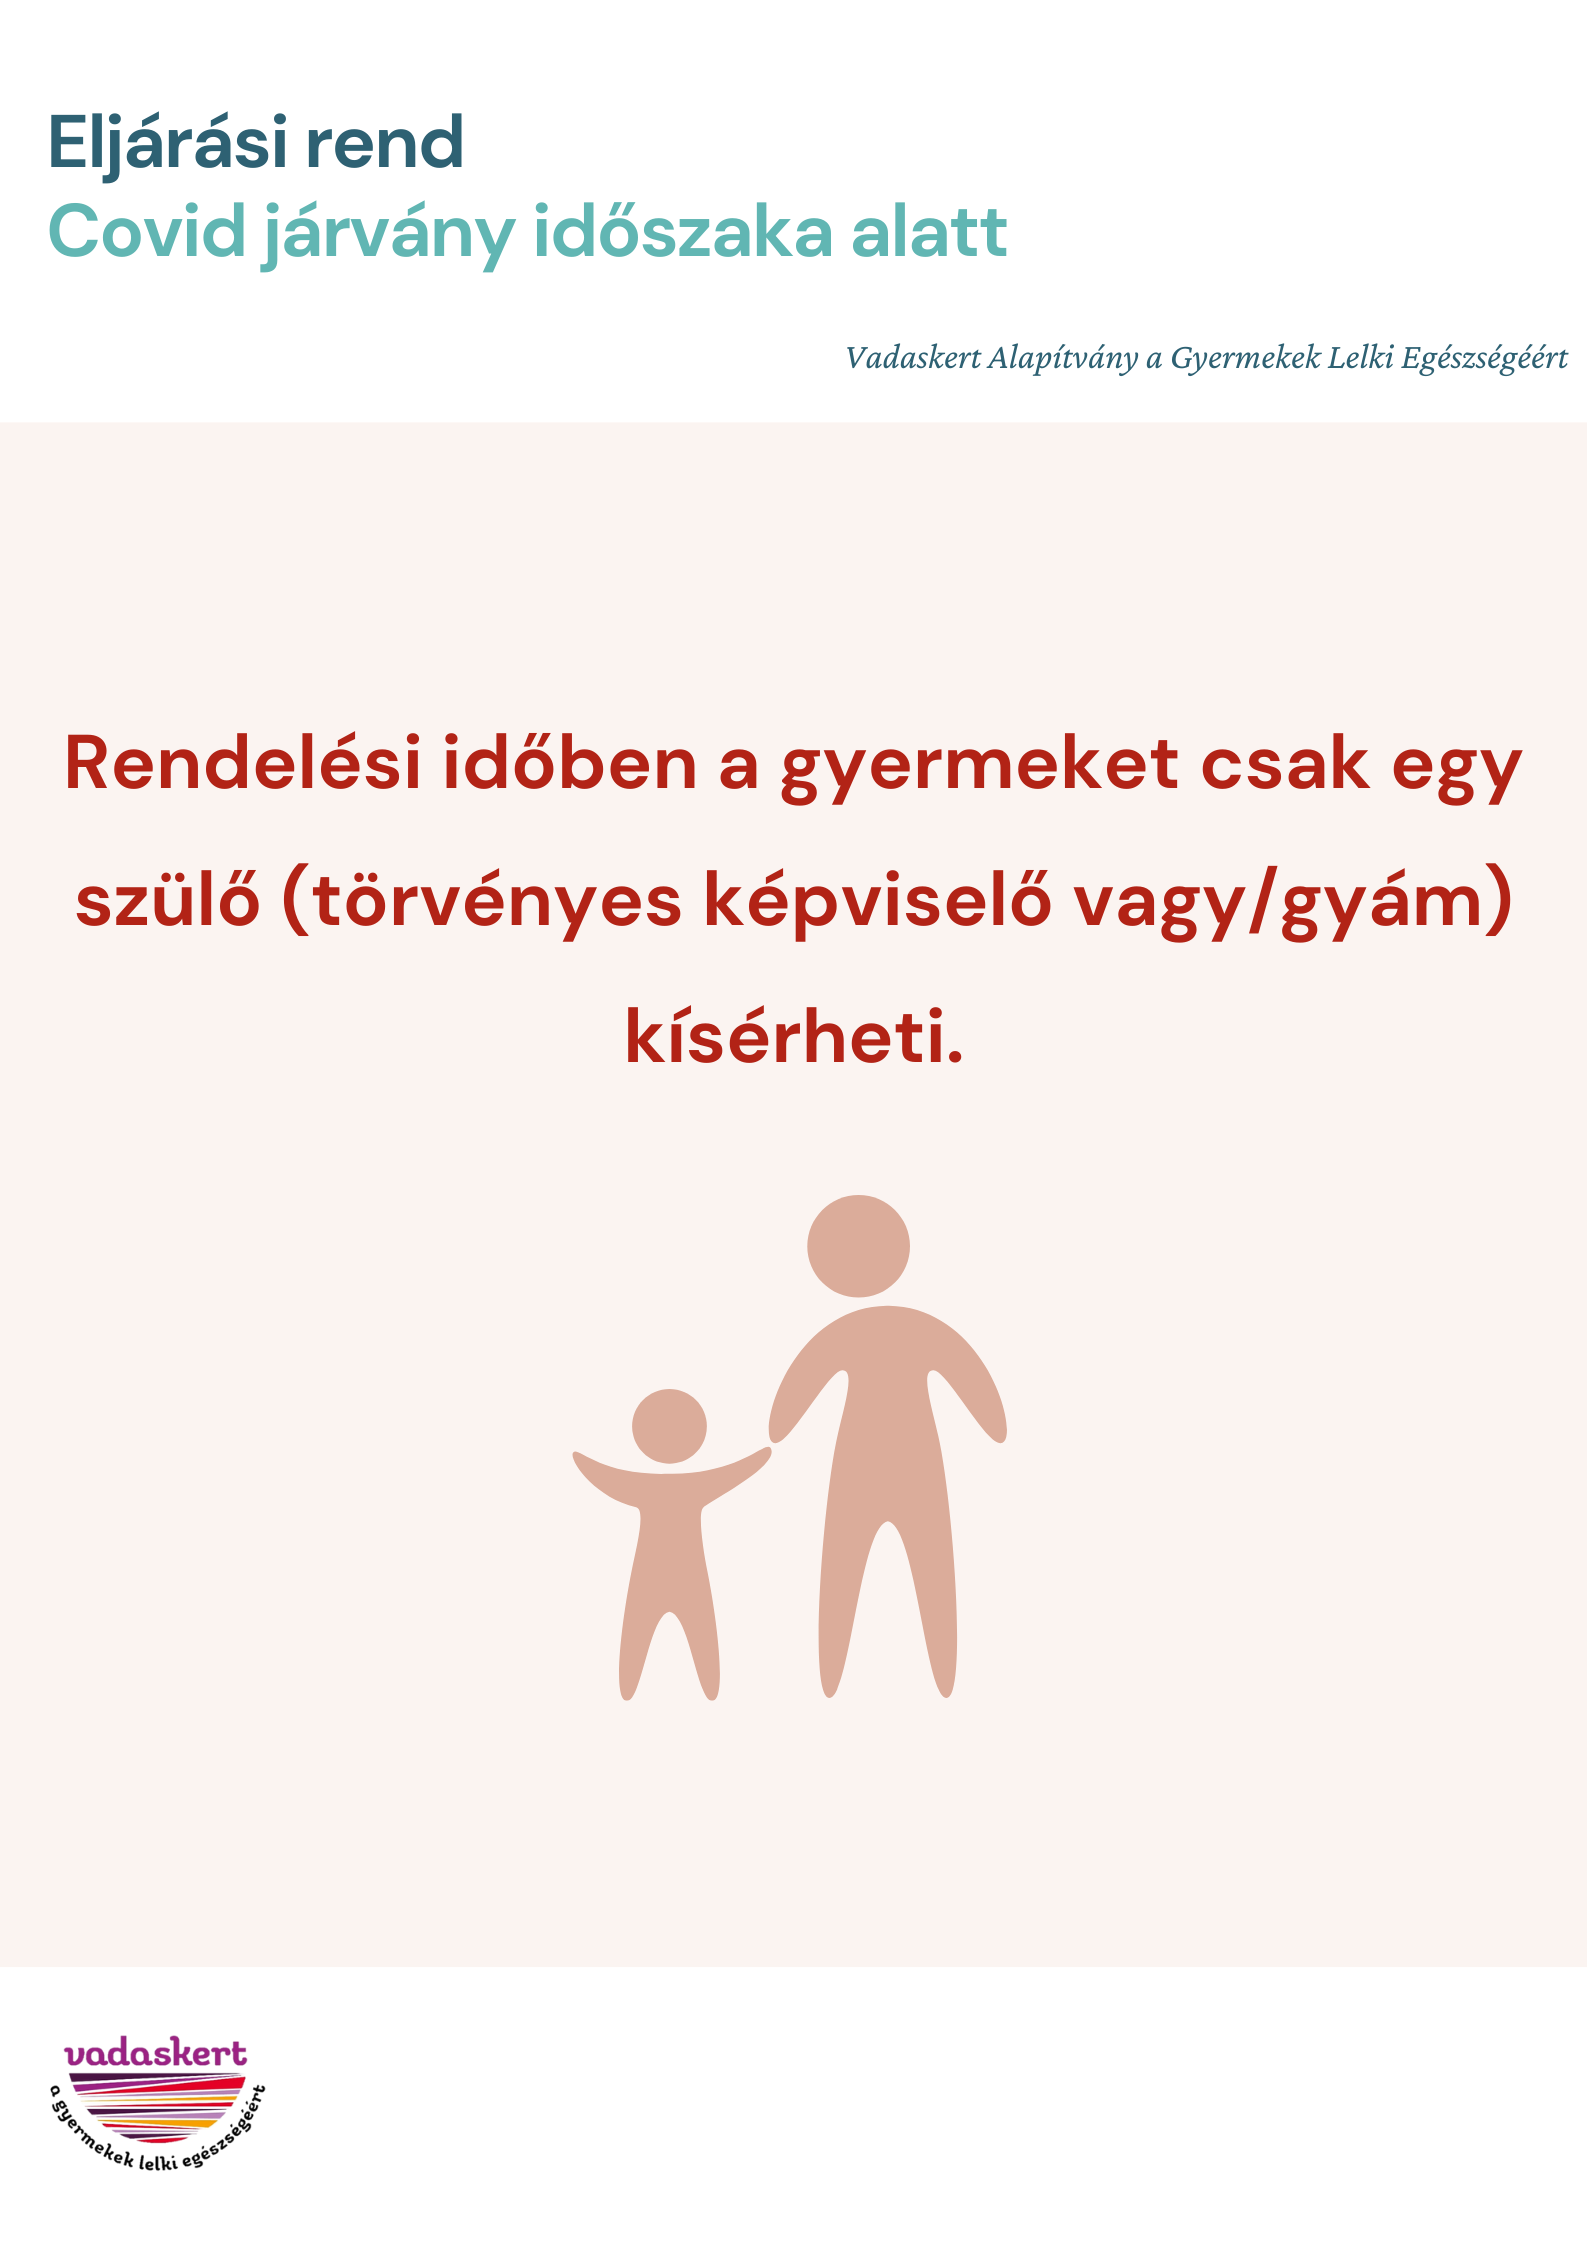 Eljárási rend
Covid járvány időszaka alatt
Vadaskert Alapítvány a Gyermekek Lelki Egészségéért
Rendelési időben a gyermeket csak egy
szülő (törvényes képviselő vagy/gyám)
kísérheti.
vadaskert
a gyermekek lelki egészségéért